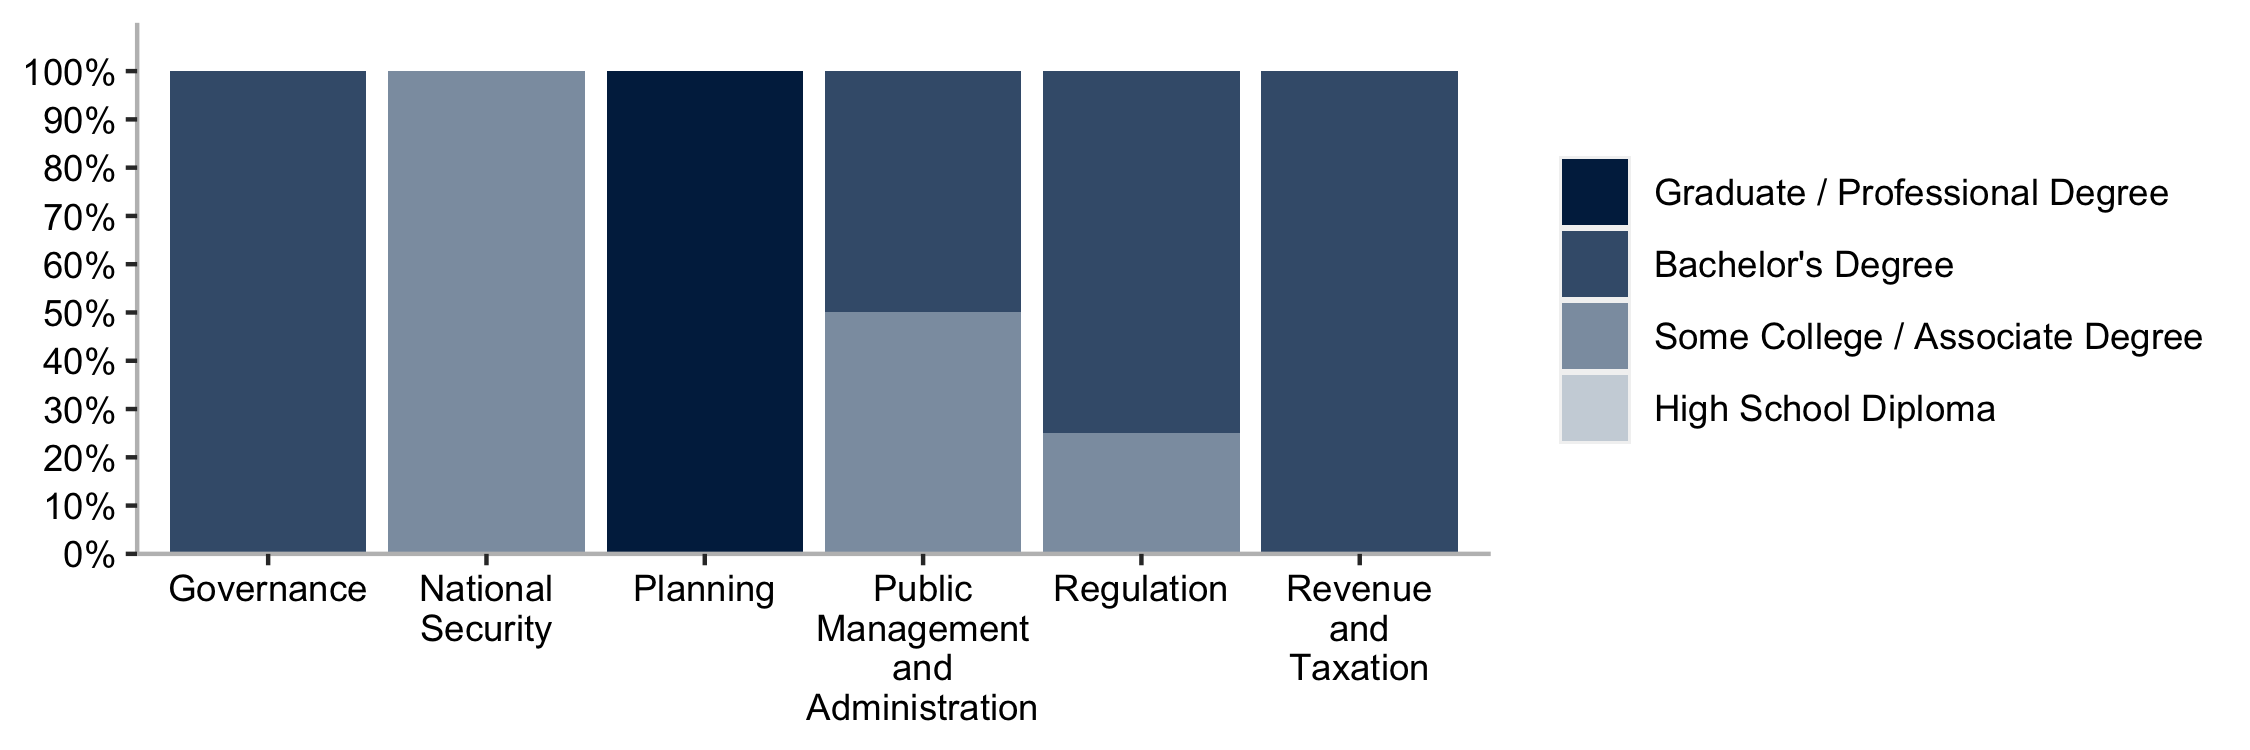 100%
90%
80%
70%
60%
50%
40%
30%
20%
10%
0%
Governance
National
Security
Planning
Public
Management
and
Administration
Regulation
Revenue
and
Taxation
Graduate / Professional Degree
Bachelor's Degree
Some College / Associate Degree
High School Diploma